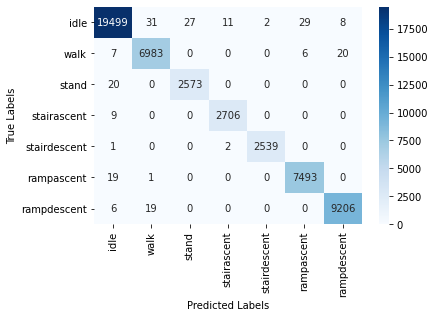 True Labels
idle 19499 31 27 11 2 29 8
walk 7 6983 0 0 0 6 20
stand 20 0 2573 0 0 0 0
stairascent 9 0 0 2706 0 0 0
stairdescent 1 0 0 2 2539 0 0
rampascent 19 1 0 0 0 7493 0
rampdescent 6 19 0 0 0 0 9206
idle
walk
stand
stairascent
stairdescent
rampascent
rampdescent
Predicted Labels
17500
15000
12500
10000
7500
5000
2500
0